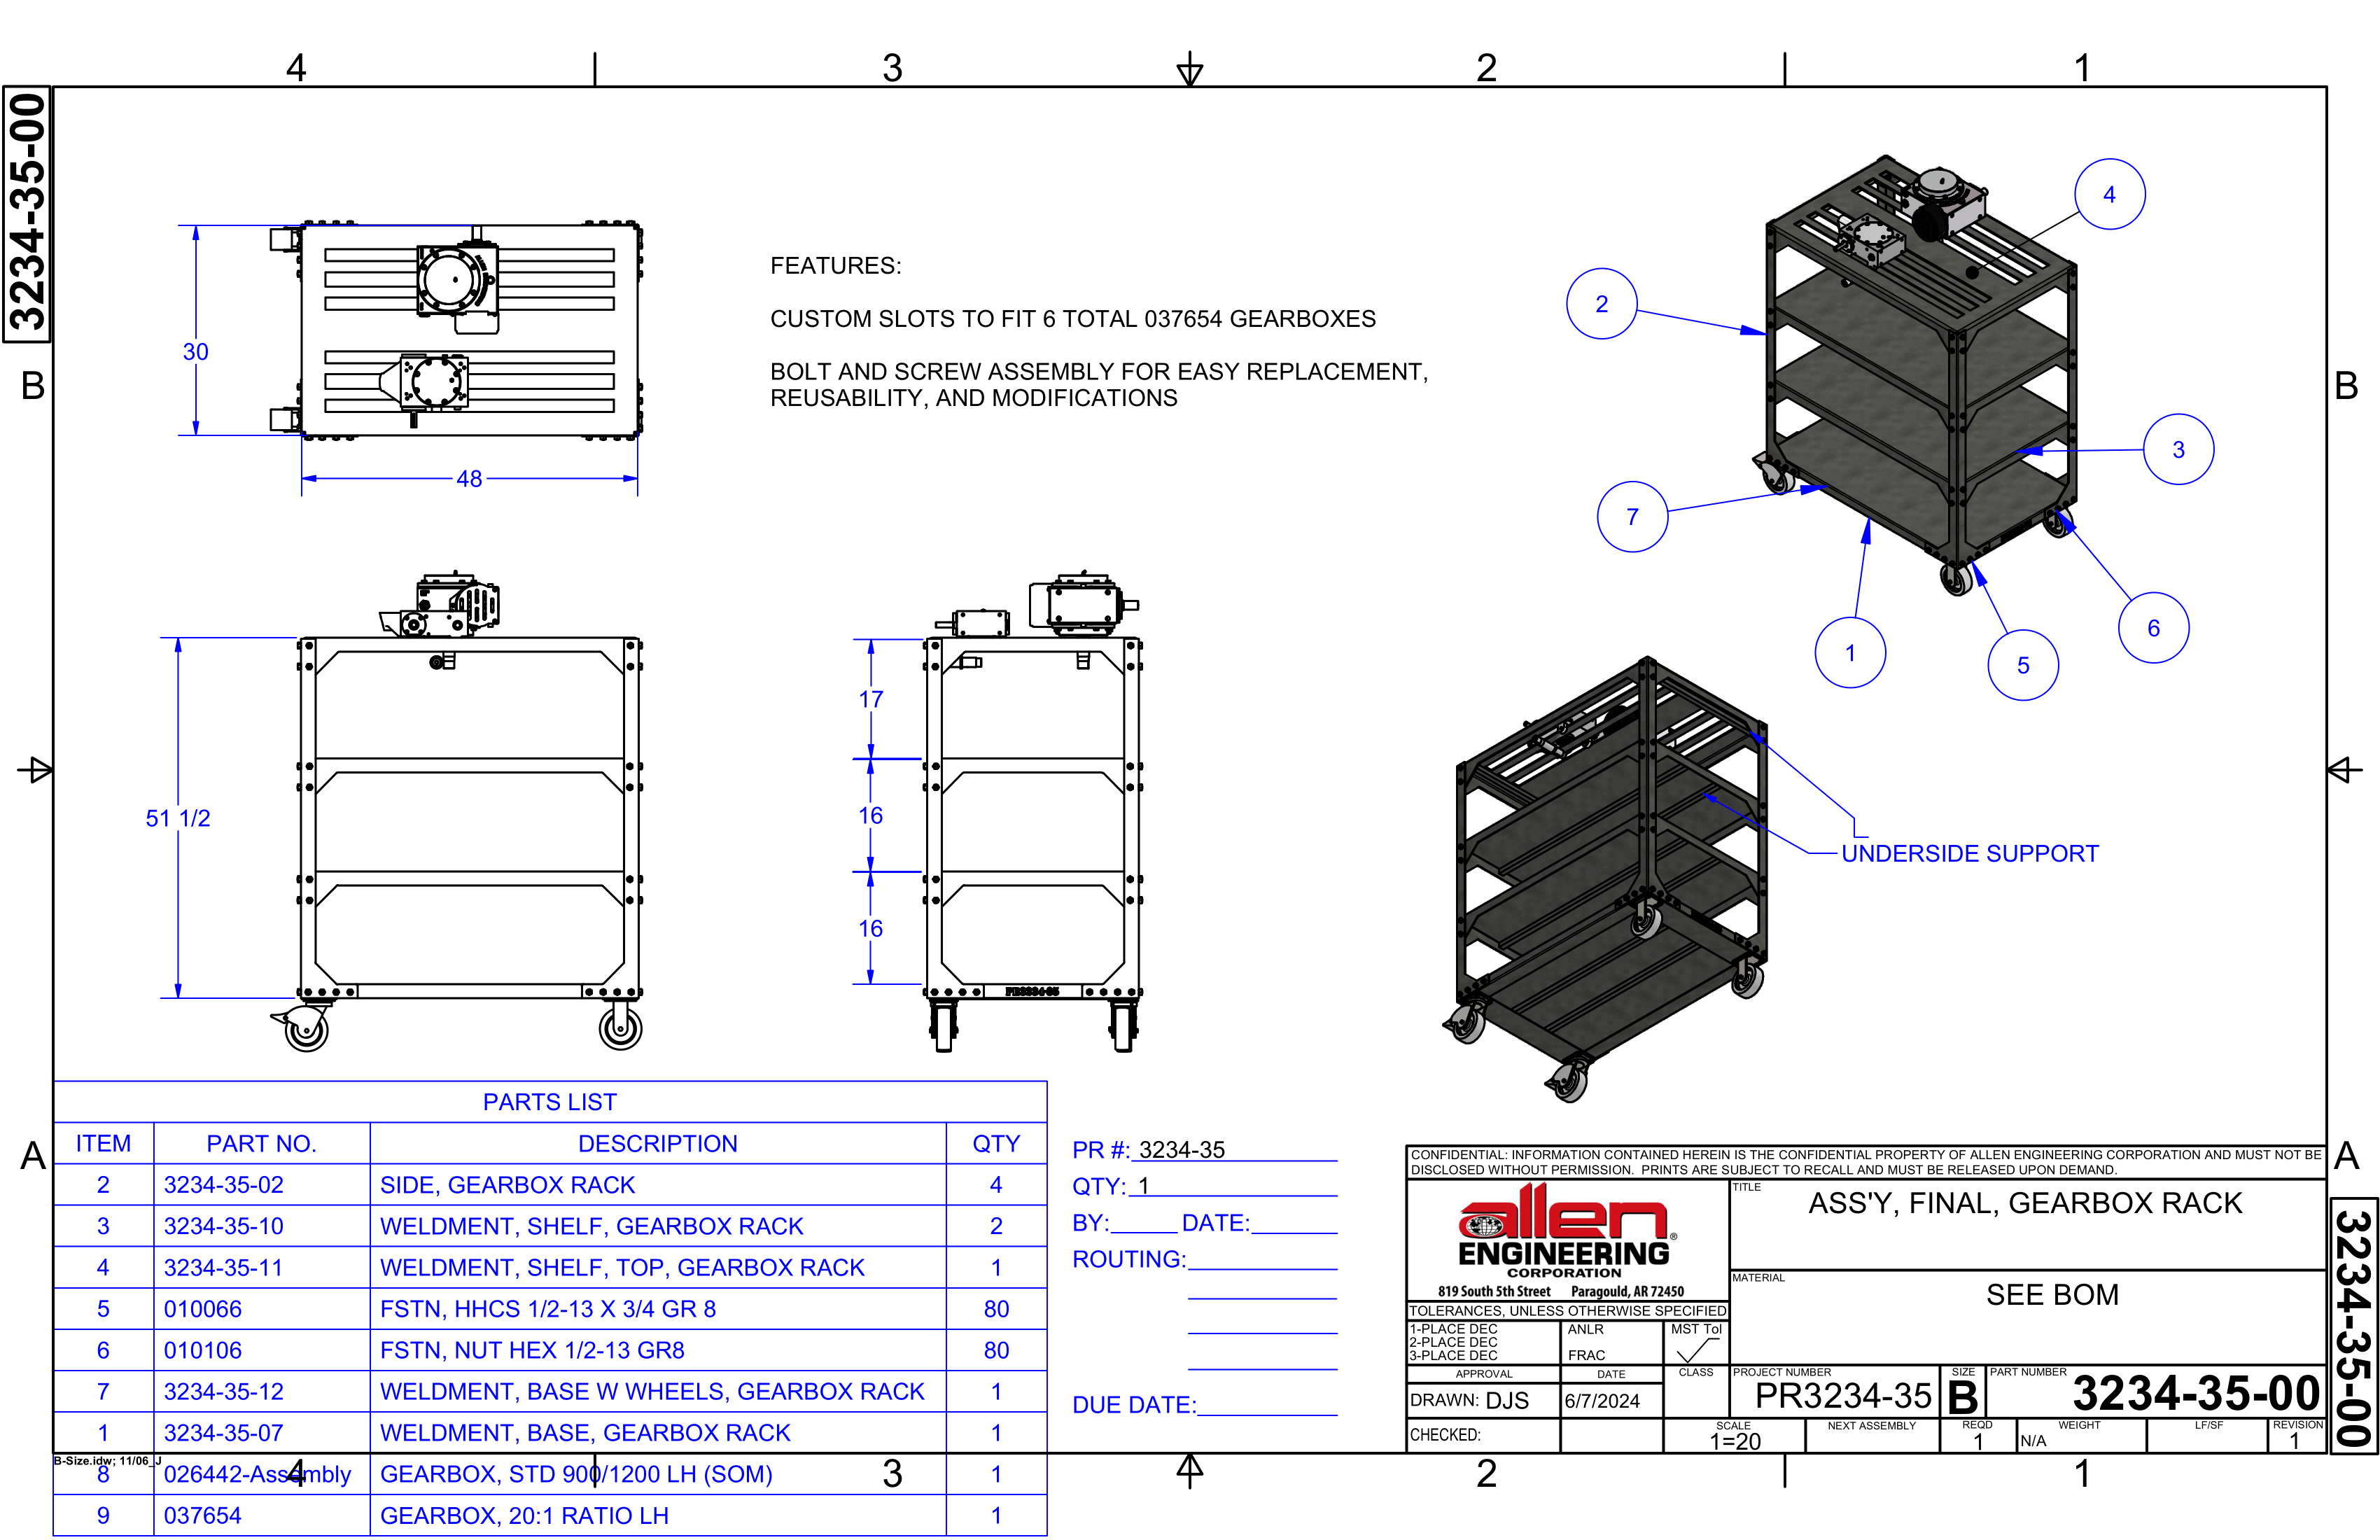 4 3 2 1
3234-35-00
B B
30
48
FEATURES:
CUSTOM SLOTS TO FIT 6 TOTAL 037654 GEARBOXES
BOLT AND SCREW ASSEMBLY FOR EASY REPLACEMENT,
REUSABILITY, AND MODIFICATIONS
4
2
3
7
1
5
6
51 1/2
17
16
16
PR3234-35
UNDERSIDE SUPPORT
A A
PARTS LIST
ITEM PART NO. DESCRIPTION QTY
2 3234-35-02 SIDE, GEARBOX RACK 4
3 3234-35-10 WELDMENT, SHELF, GEARBOX RACK 2
4 3234-35-11 WELDMENT, SHELF, TOP, GEARBOX RACK 1
5 010066 FSTN, HHCS 1/2-13 X 3/4 GR 8 80
6 010106 FSTN, NUT HEX 1/2-13 GR8 80
7 3234-35-12 WELDMENT, BASE W WHEELS, GEARBOX RACK 1
1 3234-35-07 WELDMENT, BASE, GEARBOX RACK 1
8 026442-Assembly GEARBOX, STD 900/1200 LH (SOM) 1
9 037654 GEARBOX, 20:1 RATIO LH 1
B-Size.idw; 11/06_J
PR #: 3234-35
QTY: 1
BY: DATE:
ROUTING:
DUE DATE:
CONFIDENTIAL: INFORMATION CONTAINED HEREIN IS THE CONFIDENTIAL PROPERTY OF ALLEN ENGINEERING CORPORATION AND MUST NOT BE
DISCLOSED WITHOUT PERMISSION. PRINTS ARE SUBJECT TO RECALL AND MUST BE RELEASED UPON DEMAND.
allen ®
ENGINEERING
CORPORATION
819 South 5th Street Paragould, AR 72450
TITLE
ASS'Y, FINAL, GEARBOX RACK
MATERIAL
SEE BOM
TOLERANCES, UNLESS OTHERWISE SPECIFIED
1-PLACE DEC ANLR MST Tol
2-PLACE DEC
3-PLACE DEC FRAC
APPROVAL DATE CLASS
DRAWN: DJS 6/7/2024
CHECKED:
PROJECT NUMBER
PR3234-35
SIZE
B
PART NUMBER
3234-35-00
SCALE
1=20
NEXT ASSEMBLY
REQD
1
WEIGHT
N/A
LF/SF
REVISION
1
3234-35-00
4 3 2 1